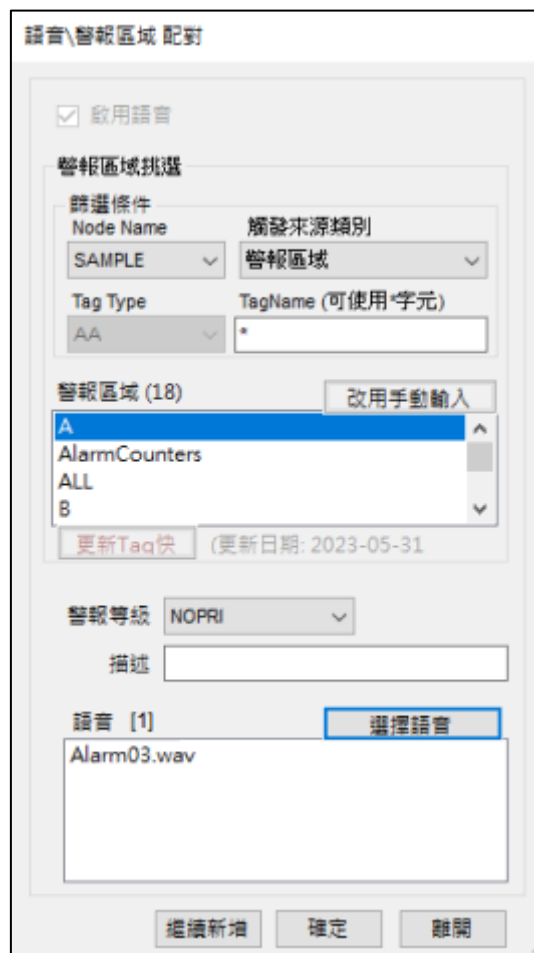 語音\警報區域 配對
啟用語音
警報區域挑選
篩選條件
Node Name 觸發來源類別
SAMPLE 警報區域
Tag Type TagName (可使用*字元)
AA *
警報區域 (18) 改用手動輸入
A
AlarmCounters
ALL
B
更新Tag快 (更新日期: 2023-05-31
警報等級 NOPRI
描述
語音 [1] 選擇語音
Alarm03.wav
繼續新增 確定 離開